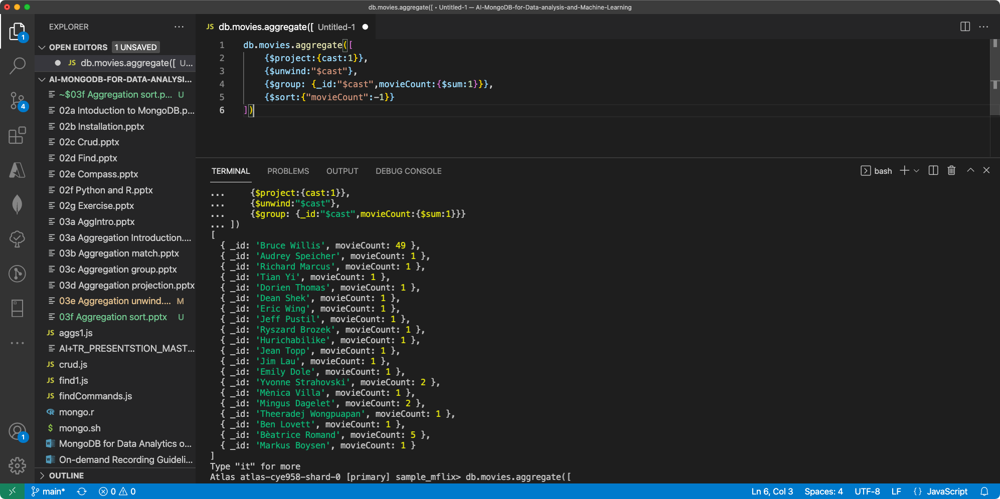 db.movies.aggregate([ • Untitled-1 — AI-MongoDB-for-Data-analysis-and-Machine-Learning
EXPLORER
OPEN EDITORS 1 UNSAVED
JS db.movies.aggregate([ U...
AI-MONGODB-FOR-DATA-ANALYSI...
~$03f Aggregation sort.p... U
02a Intoduction to MongoDB.p...
02b Installation.pptx
02c Crud.pptx
02d Find.pptx
02e Compass.pptx
02f Python and R.pptx
02g Exercise.pptx
03a AggIntro.pptx
03a Aggregation Introduction....
03b Aggregation match.pptx
03c Aggregation group.pptx
03d Aggregation projection.pptx
03e Aggregation unwind.... M
03f Aggregation sort.pptx U
JS aggs1.js
AI+TR_PRESENTSTION_MAST...
JS crud.js
JS find1.js
JS findCommands.js
R mongo.r
$ mongo.sh
W MongoDB for Data Analytics o...
W On-demand Recording Guideli...
OUTLINE
1
4
1
JS db.movies.aggregate([ Untitled-1
1 db.movies.aggregate([
2 {$project:{cast:1}},
3 {$unwind:"$cast"},
4 {$group: {_id:"$cast",movieCount:{$sum:1}}},
5 {$sort:{"movieCount":-1}}
6 ])
TERMINAL PROBLEMS OUTPUT DEBUG CONSOLE bash
... {$project:{cast:1}},
... {$unwind:"$cast"},
... {$group: {_id:"$cast",movieCount:{$sum:1}}}
... ])
[
{ _id: 'Bruce Willis', movieCount: 49 },
{ _id: 'Audrey Speicher', movieCount: 1 },
{ _id: 'Richard Marcus', movieCount: 1 },
{ _id: 'Tian Yi', movieCount: 1 },
{ _id: 'Dorien Thomas', movieCount: 1 },
{ _id: 'Dean Shek', movieCount: 1 },
{ _id: 'Eric Wing', movieCount: 1 },
{ _id: 'Jeff Pustil', movieCount: 1 },
{ _id: 'Ryszard Brozek', movieCount: 1 },
{ _id: 'Hurichabilike', movieCount: 1 },
{ _id: 'Jean Topp', movieCount: 1 },
{ _id: 'Jim Lau', movieCount: 1 },
{ _id: 'Emily Dole', movieCount: 1 },
{ _id: 'Yvonne Strahovski', movieCount: 2 },
{ _id: 'Mènica Villa', movieCount: 1 },
{ _id: 'Mingus Dagelet', movieCount: 2 },
{ _id: 'Theeradej Wongpuapan', movieCount: 1 },
{ _id: 'Ben Lovett', movieCount: 1 },
{ _id: 'Bèatrice Romand', movieCount: 5 },
{ _id: 'Markus Boysen', movieCount: 1 }
]
Type "it" for more
Atlas atlas-cye958-shard-0 [primary] sample_mflix> db.movies.aggregate([
main* 0 0 Ln 6, Col 3 Spaces: 4 UTF-8 LF {} JavaScript